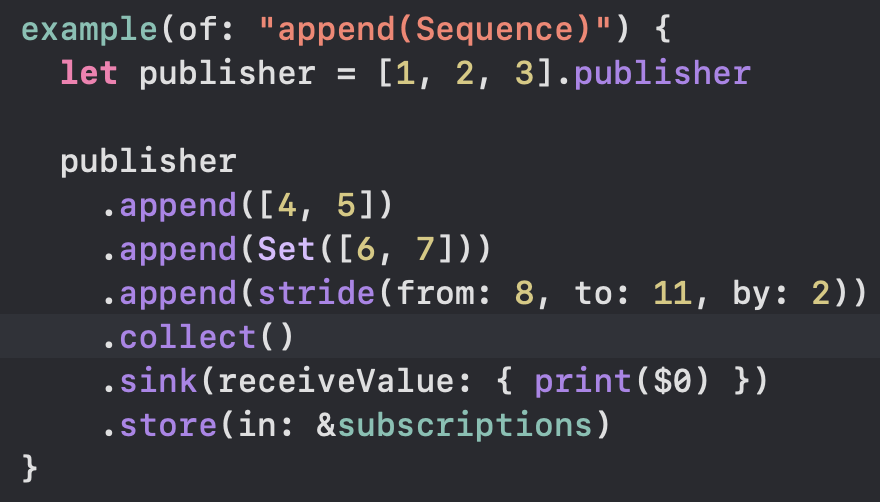 example(of: "append(Sequence)") {
  let publisher = [1, 2, 3].publisher

  publisher
    .append([4, 5])
    .append(Set([6, 7]))
    .append(stride(from: 8, to: 11, by: 2))
    .collect()
    .sink(receiveValue: { print($0) })
    .store(in: &subscriptions)
}